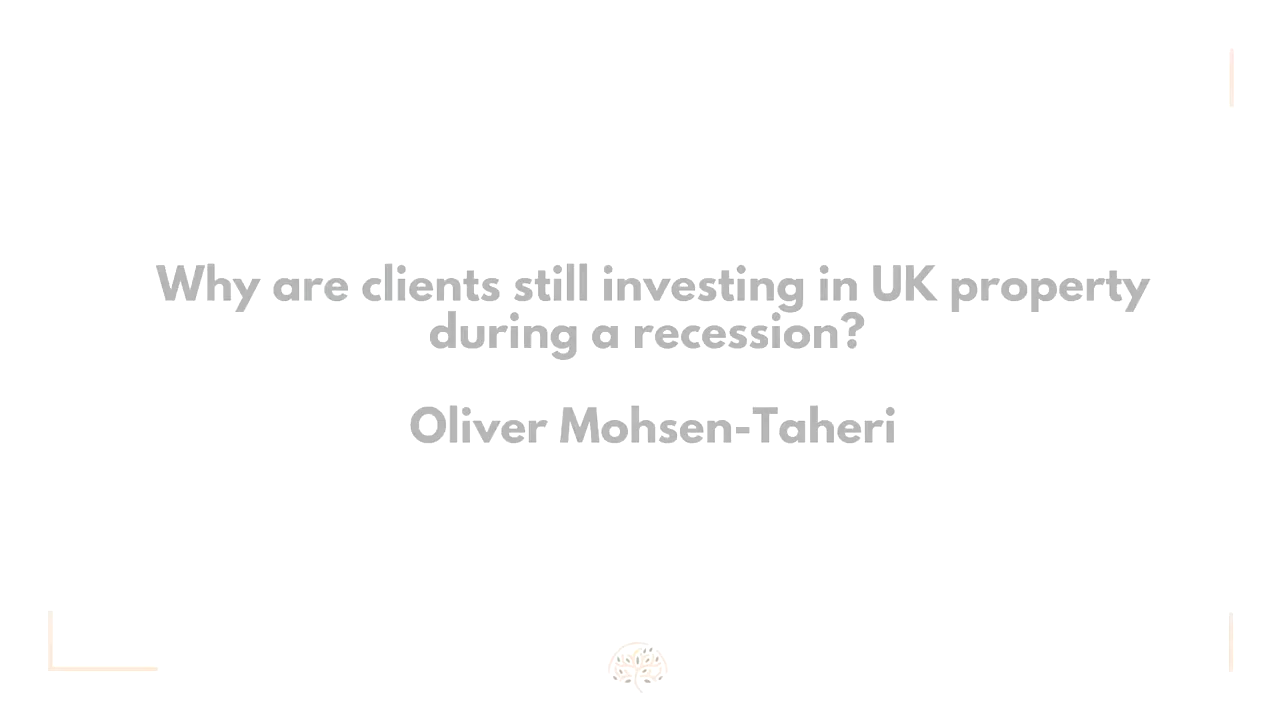 Why are clients still investing in UK property
during a recession?
Oliver Mohsen-Taheri